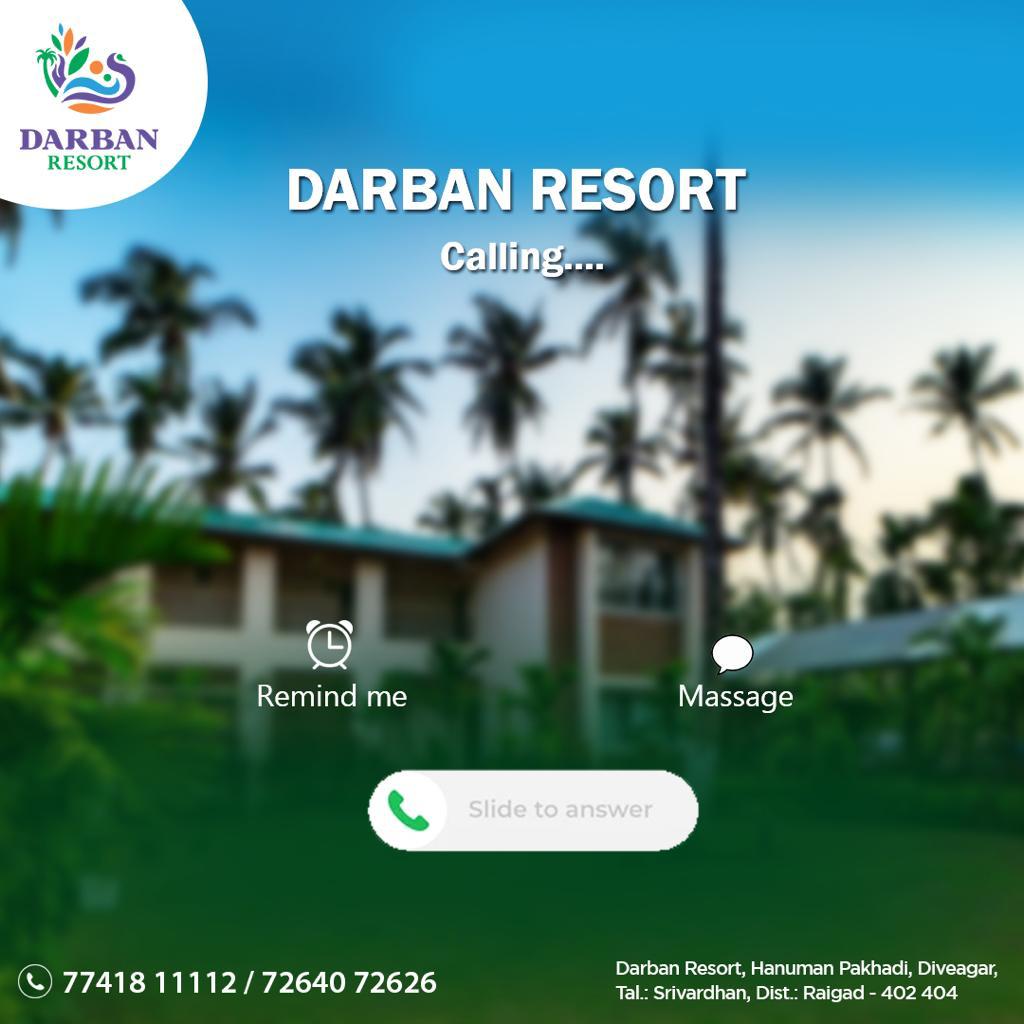 DARBAN
RESORT
DARBAN RESORT
Calling....
Remind me
Massage
Slide to answer
77418 11112 / 72640 72626
Darban Resort, Hanuman Pakhadi, Diveagar,
Tal.: Srivardhan, Dist.: Raigad - 402 404